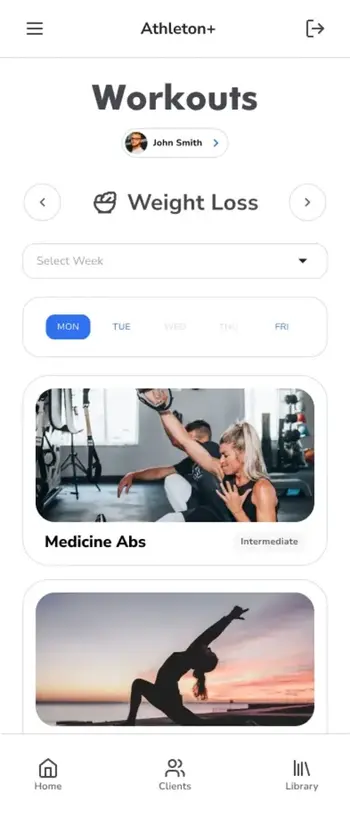 Athleton+
Workouts
John Smith
Weight Loss
Select Week
MON TUE WED THU FRI
Medicine Abs
Intermediate
Home Clients Library